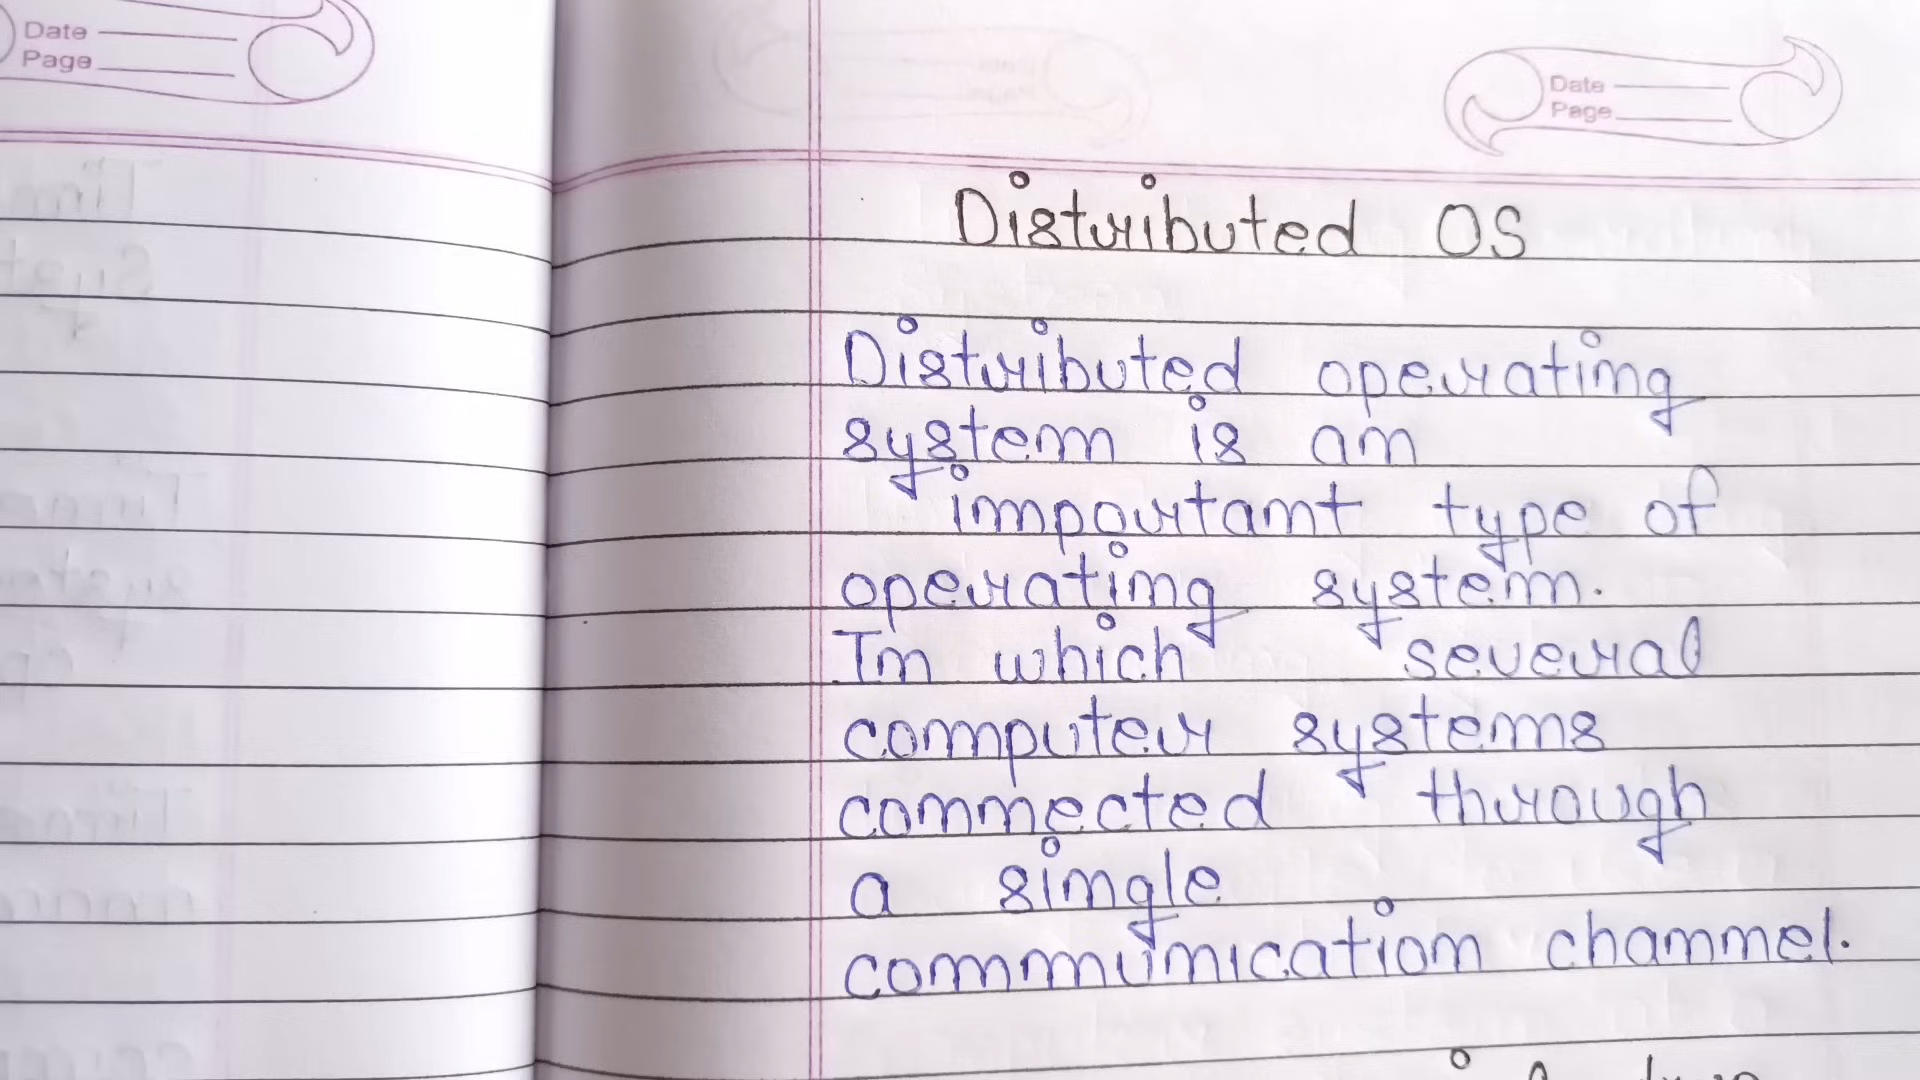 Date
Page
Date
Page
Distributed OS
Distributed operating
system is an
important type of
operating system.
In which several
computer systems
connected through
a single
communication channel.